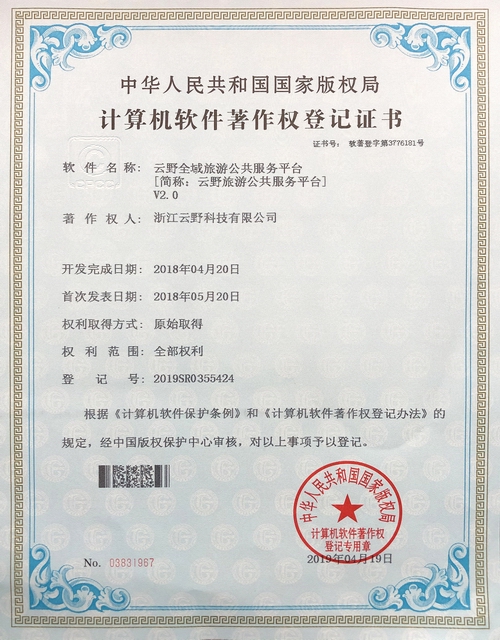 中华人民共和国国家版权局
计算机软件著作权登记证书
证书号： 软著登字第3776181号
CPCC
软件名称： 云野全域旅游公共服务平台
[简称：云野旅游公共服务平台]
V2.0
著作权人： 浙江云野科技有限公司
开发完成日期： 2018年04月20日
首次发表日期： 2018年05月20日
权利取得方式： 原始取得
权利范围： 全部权利
登记号： 2019SR0355424
根据《计算机软件保护条例》和《计算机软件著作权登记办法》的
规定，经中国版权保护中心审核，对以上事项予以登记。
中华人民共和国国家版权局
计算机软件著作权
登记专用章
2019年04月19日
No. 03831967